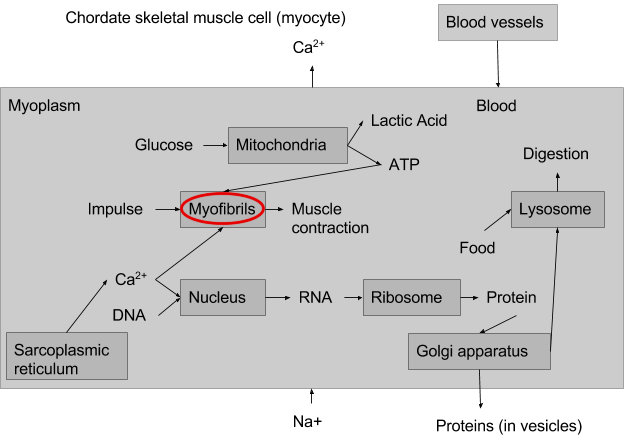 Chordate skeletal muscle cell (myocyte)
Blood vessels
Ca²⁺
Myoplasm
Blood
Lactic Acid
Glucose
Mitochondria
Digestion
ATP
Impulse
Myofibrils
Muscle
contraction
Lysosome
Food
Ca²⁺
Nucleus
RNA
Ribosome
Protein
DNA
Sarcoplasmic
reticulum
Golgi apparatus
Na+
Proteins (in vesicles)